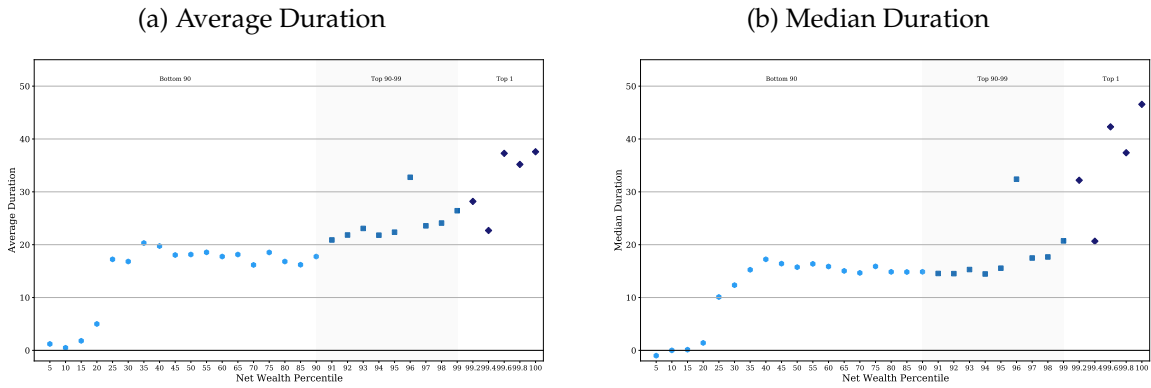 (a) Average Duration
Bottom 90 Top 90-99 Top 1
50
40
30
20
10
0
Average Duration
5 10 15 20 25 30 35 40 45 50 55 60 65 70 75 80 85 90 91 92 93 94 95 96 97 98 99 99.2 99.4 99.6 99.8 100
Net Wealth Percentile
(b) Median Duration
Bottom 90 Top 90-99 Top 1
50
40
30
20
10
0
Median Duration
5 10 15 20 25 30 35 40 45 50 55 60 65 70 75 80 85 90 91 92 93 94 95 96 97 98 99 99.2 99.4 99.6 99.8 100
Net Wealth Percentile